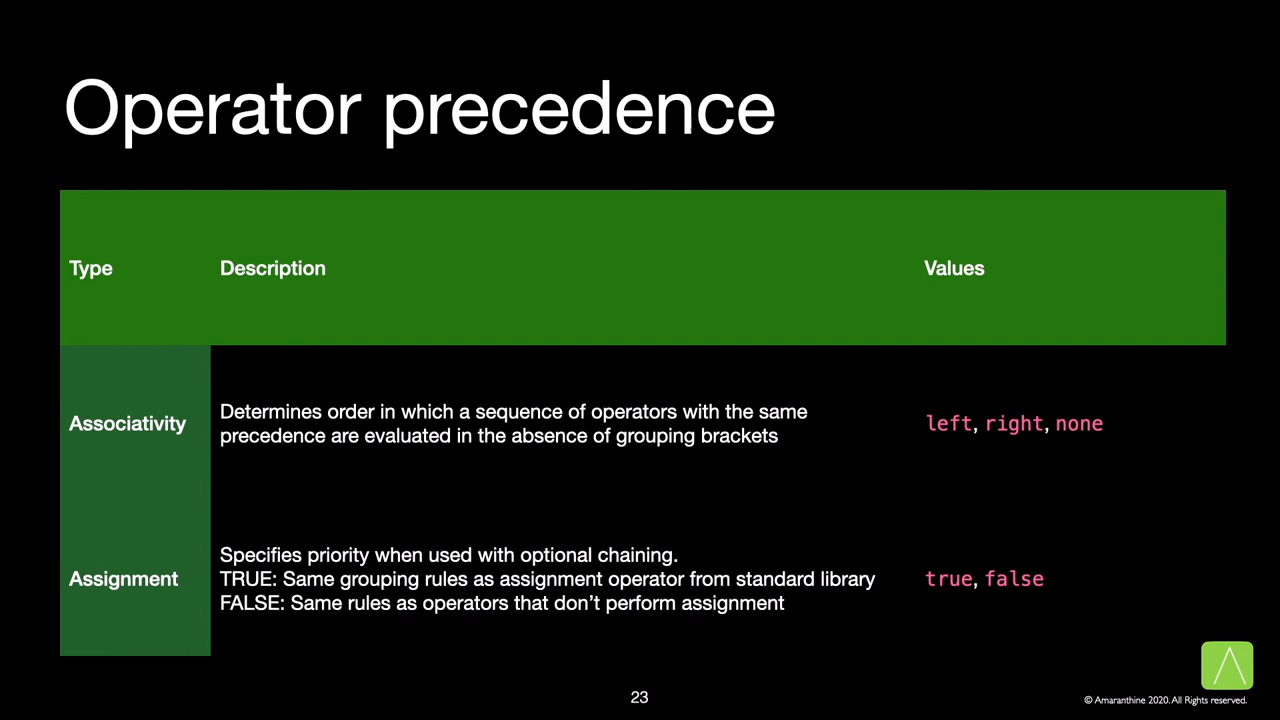 Operator precedence
Type Description Values
Associativity
Determines order in which a sequence of operators with the same
precedence are evaluated in the absence of grouping brackets
left, right, none
Assignment
Specifies priority when used with optional chaining.
TRUE: Same grouping rules as assignment operator from standard library
FALSE: Same rules as operators that don’t perform assignment
true, false
23
© Amaranthine 2020. All Rights reserved.